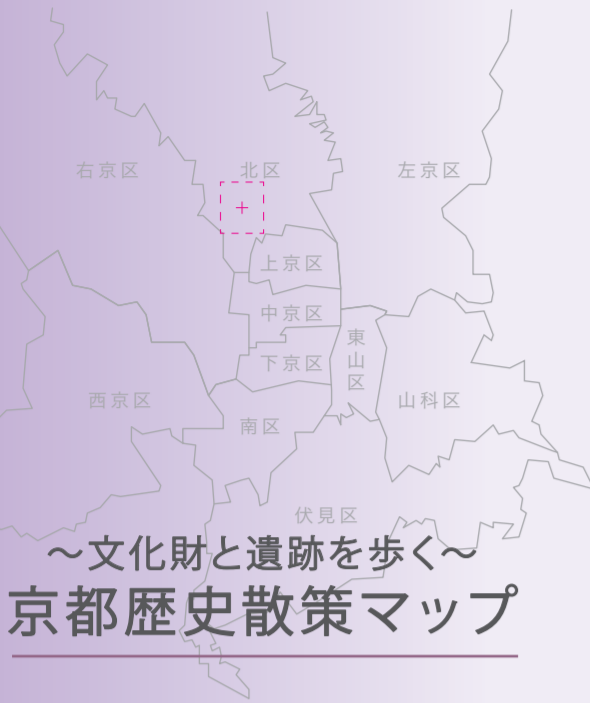 右京区
北区
左京区
上京区
中京区
東山区
下京区
西京区
山科区
南区
伏見区
～文化財と遺跡を歩く～
京都歴史散策マップ